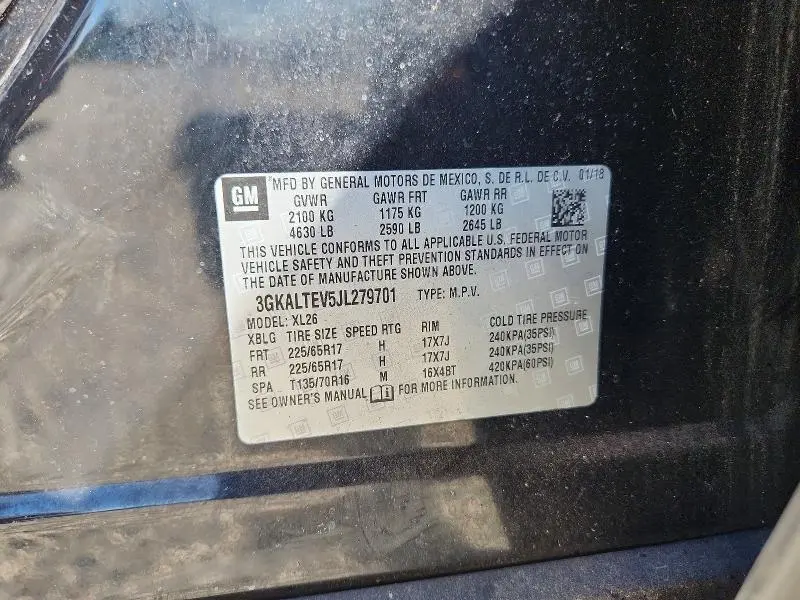 GM
MFD BY GENERAL MOTORS DE MEXICO, S. DE R.L. DE C.V. 01/18
GVWR GAWR FRT GAWR RR
2100 KG 1175 KG 1200 KG
4630 LB 2590 LB 2645 LB
THIS VEHICLE CONFORMS TO ALL APPLICABLE U.S. FEDERAL MOTOR
VEHICLE SAFETY AND THEFT PREVENTION STANDARDS IN EFFECT ON
THE DATE OF MANUFACTURE SHOWN ABOVE.
3GKALTEV5JL279701 TYPE: M.P.V.
MODEL: XL26
XBLG TIRE SIZE SPEED RTG RIM COLD TIRE PRESSURE
FRT 225/65R17 H 17X7J 240KPA(35PSI)
RR 225/65R17 H 17X7J 240KPA(35PSI)
SPA T135/70R16 M 16X4BT 420KPA(60PSI)
SEE OWNER'S MANUAL FOR MORE INFORMATION.